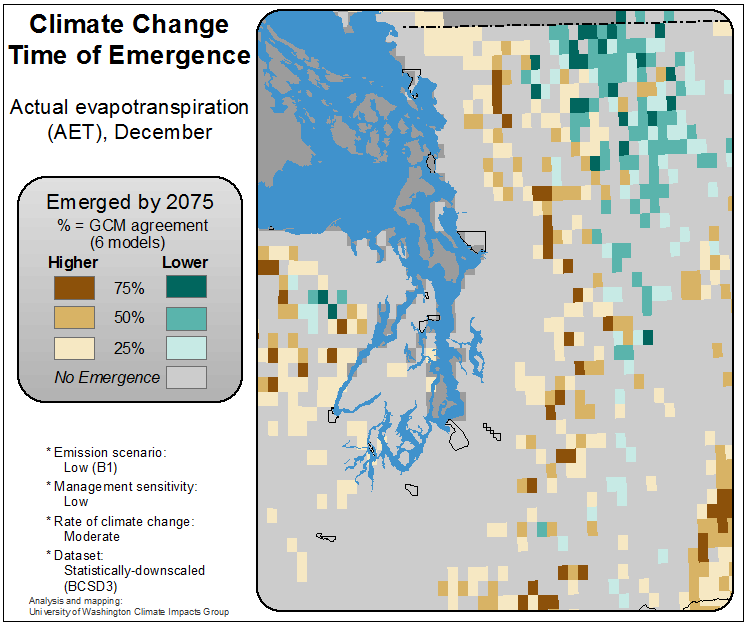 Climate Change
Time of Emergence
Actual evapotranspiration
(AET), December
Emerged by 2075
% = GCM agreement
(6 models)
Higher Lower
75%
50%
25%
No Emergence
* Emission scenario:
Low (B1)
* Management sensitivity:
Low
* Rate of climate change:
Moderate
* Dataset:
Statistically-downscaled
(BCSD3)
Analysis and mapping:
University of Washington Climate Impacts Group